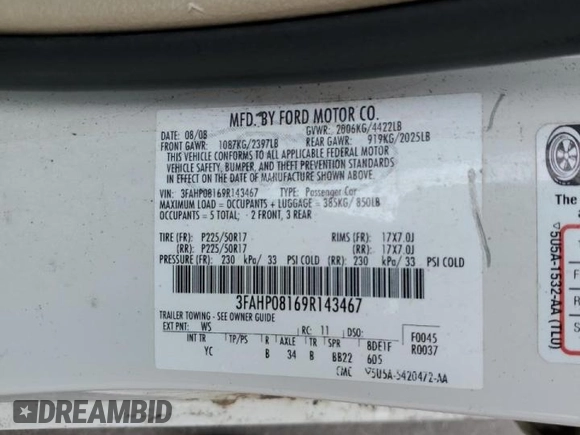 MFD. BY FORD MOTOR CO.
08/08 GVWR: 2006KG/4422LB
FRONT GAWR: 1087KG/2397LB REAR GAWR: 919KG/2025LB
THIS VEHICLE CONFORMS TO ALL APPLICABLE FEDERAL MOTOR
VEHICLE SAFETY, BUMPER, AND THEFT PREVENTION STANDARDS
IN EFFECT ON THE DATE OF MANUFACTURE SHOWN ABOVE.
VIN: 3FAHP08169R143467 TYPE: Passenger Car
MAXIMUM LOAD = OCCUPANTS + LUGGAGE = 385KG/850LB
OCCUPANTS = 5 TOTAL: - 2 FRONT, 3 REAR
TIRE (FR): P225/50R17 RIMS (FR): 17X7.0J
(RR): P225/50R17 (RR): 17X7.0J
PRESSURE (FR): 230 kPa/ 33 PSI COLD (RR): 230 kPa/ 33 PSI COLD
3FAHP08169R143467
TRAILER TOWING - SEE OWNER GUIDE
EXT PNT: WS RC: 11 DSO: F0045
INT TR TP/PS R AXLE TR SPR 8DE1F R0037
YC B 34 B BB22 605
CMC 5U5A-5420472-AA
The
5U5A-1532-AA (TLU)
F
R
S
DREAMBID